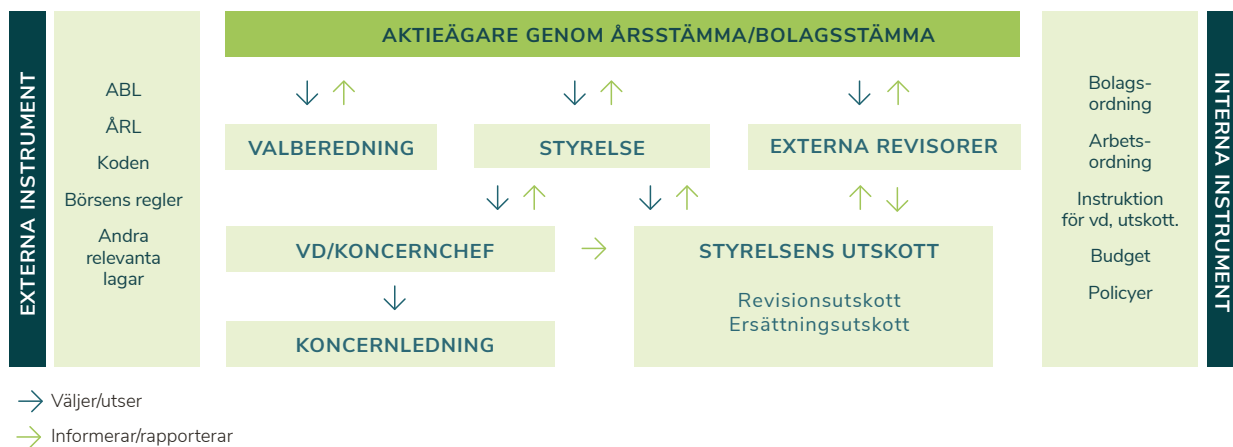 EXTERNA INSTRUMENT
ABL
ÅRL
Koden
Börsens regler
Andra
relevanta
lagar
AKTIEÄGARE GENOM ÅRSSTÄMMA/BOLAGSSTÄMMA
VALBEREDNING
STYRELSE
EXTERNA REVISORER
VD/KONCERNCHEF
STYRELSENS UTSKOTT
Revisionsutskott
Ersättningsutskott
KONCERNLEDNING
Bolags-
ordning
Arbets-
ordning
Instruktion
för vd, utskott.
Budget
Policyer
INTERNA INSTRUMENT
Väljer/utser
Informerar/rapporterar